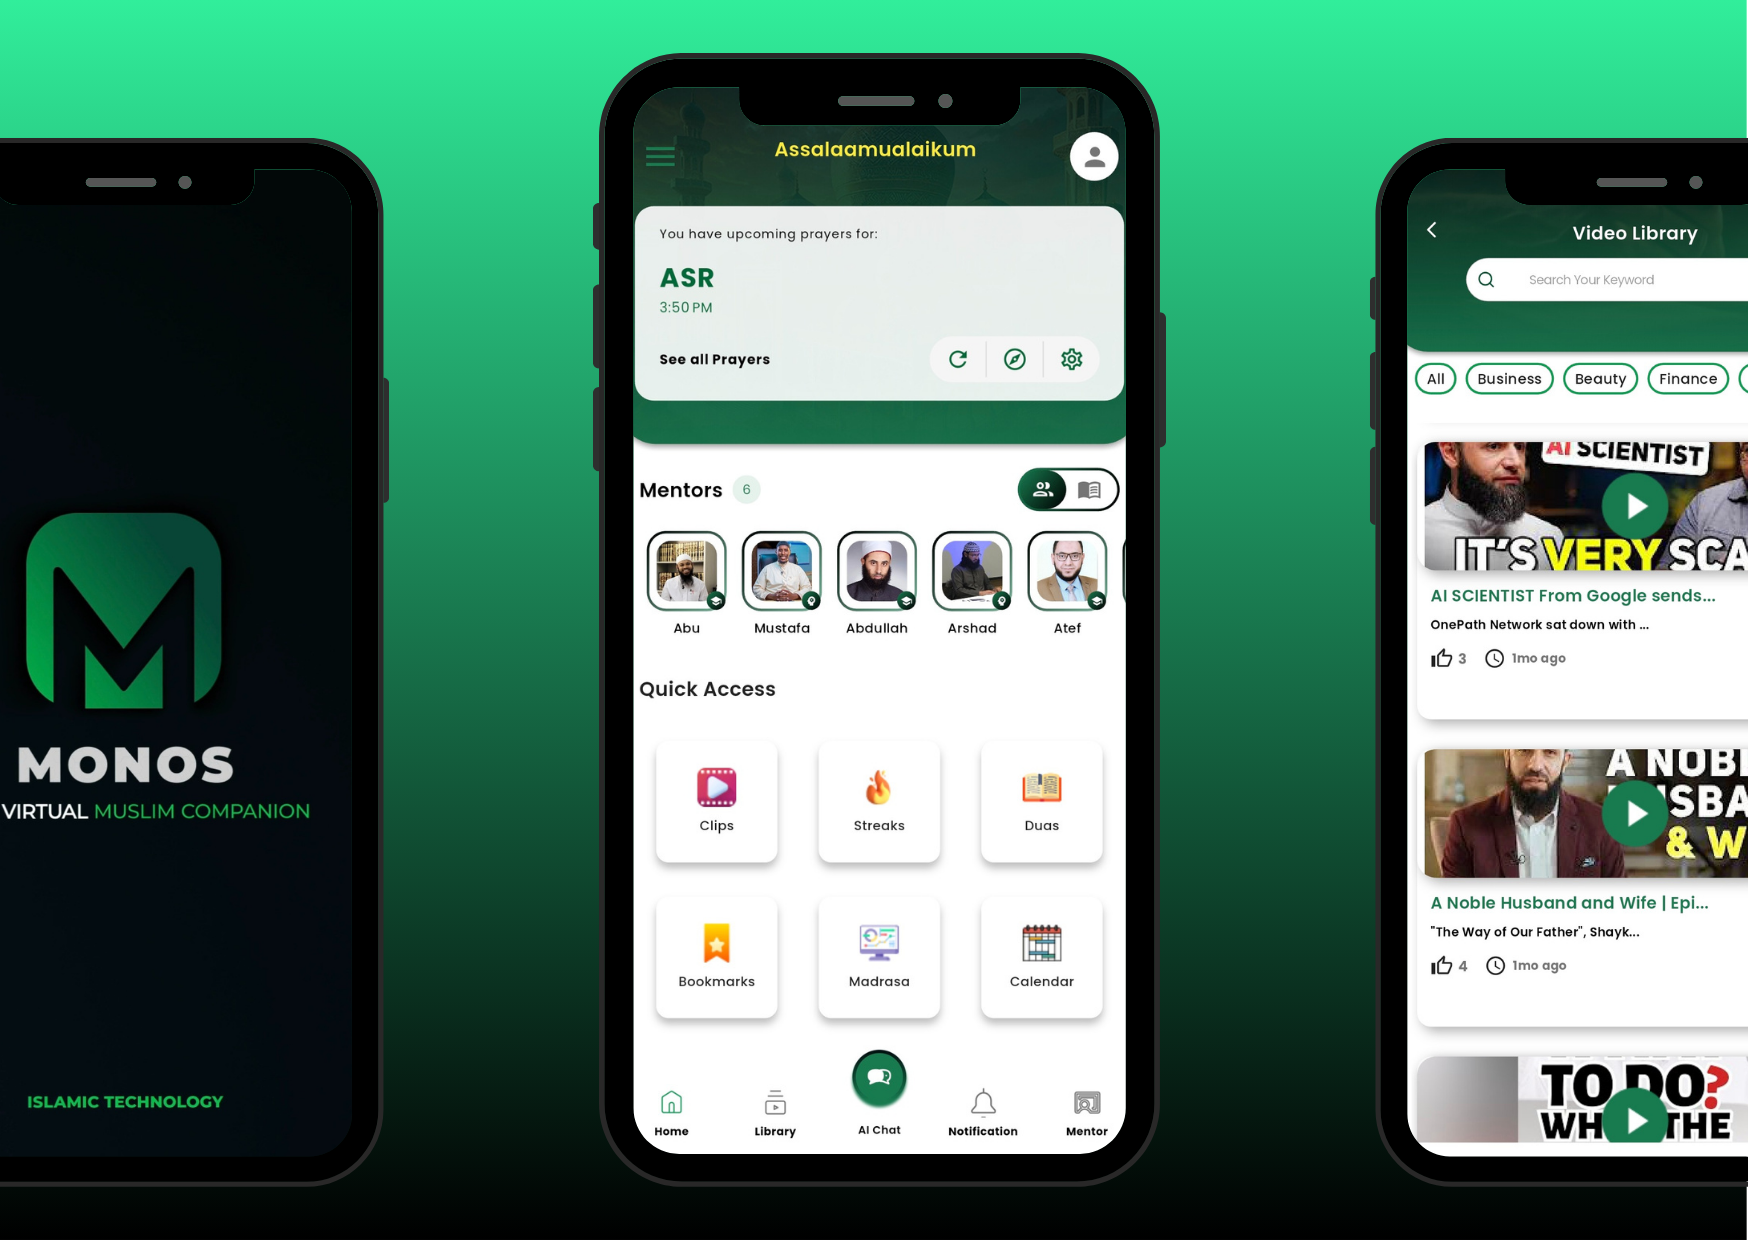 M
MONOS
VIRTUAL MUSLIM COMPANION
ISLAMIC TECHNOLOGY
Assalaamualaikum
You have upcoming prayers for:
ASR
3:50 PM
See all Prayers
Mentors 6
Abu Mustafa Abdullah Arshad Atef
Quick Access
Clips Streaks Duas
Bookmarks Madrasa Calendar
Home Library AI Chat Notification Mentor
Video Library
Search Your Keyword
All Business Beauty Finance
AI SCIENTIST
IT'S VERY
AI SCIENTIST From Google sends...
OnePath Network sat down with ...
3 1mo ago
A
& W
A Noble Husband and Wife | Epi...
"The Way of Our Father", Shayk...
4 1mo ago
TO DO?
THE